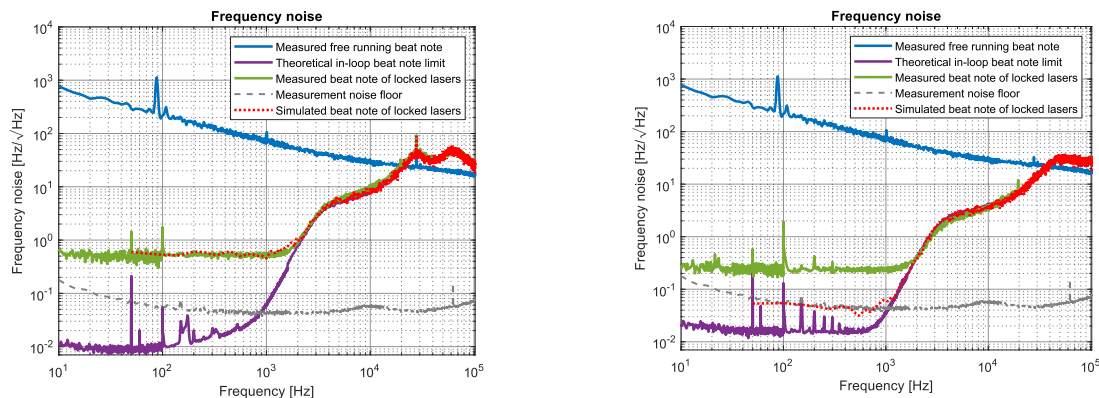 Frequency noise
10^4
10^3
10^2
10^1
10^0
10^-1
10^-2
Frequency noise [Hz/√Hz]
Measured free running beat note
Theoretical in-loop beat note limit
Measured beat note of locked lasers
Measurement noise floor
Simulated beat note of locked lasers
10^1 10^2 10^3 10^4 10^5
Frequency [Hz]
Frequency noise
10^4
10^3
10^2
10^1
10^0
10^-1
10^-2
Frequency noise [Hz/√Hz]
Measured free running beat note
Theoretical in-loop beat note limit
Measured beat note of locked lasers
Measurement noise floor
Simulated beat note of locked lasers
10^1 10^2 10^3 10^4 10^5
Frequency [Hz]